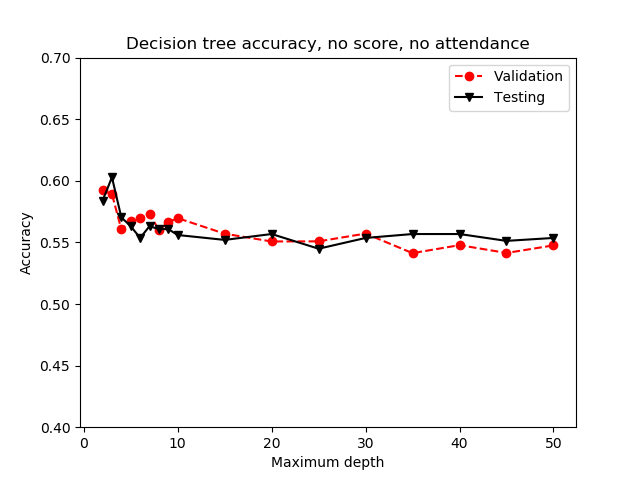 Decision tree accuracy, no score, no attendance
Validation
Testing
Accuracy
0.70
0.65
0.60
0.55
0.50
0.45
0.40
0 10 20 30 40 50
Maximum depth